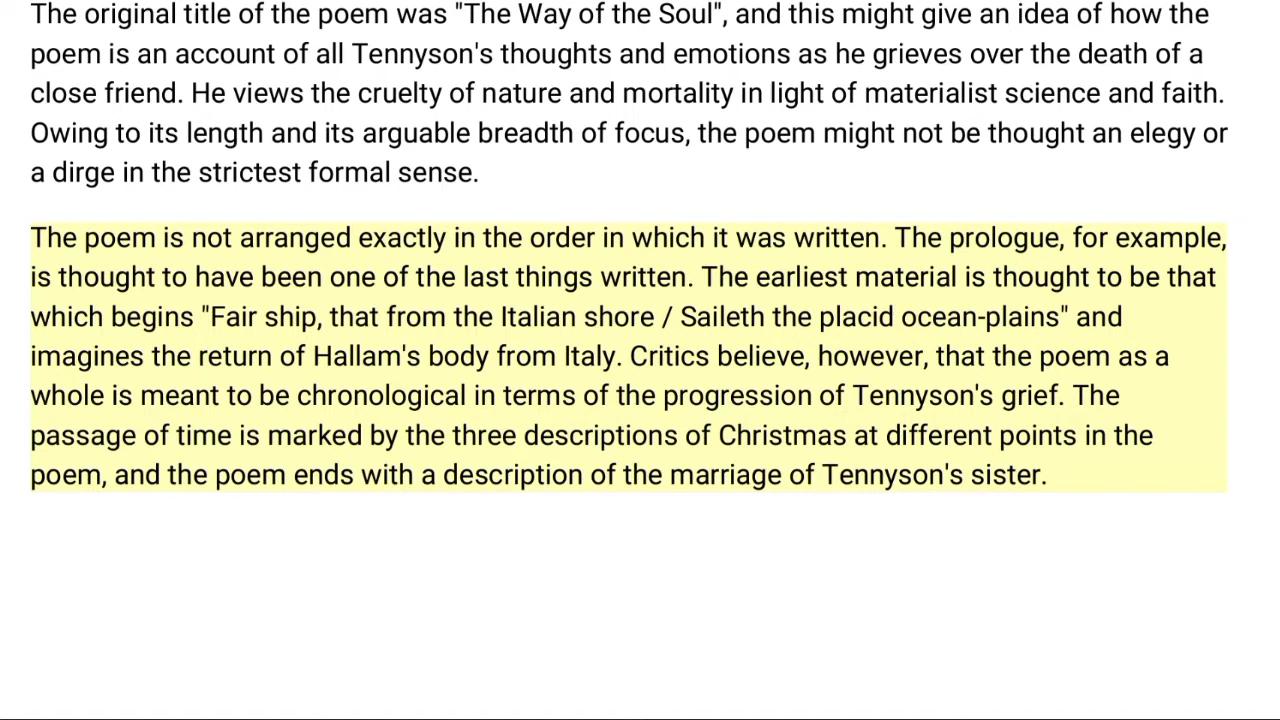 The original title of the poem was "The Way of the Soul", and this might give an idea of how the
poem is an account of all Tennyson's thoughts and emotions as he grieves over the death of a
close friend. He views the cruelty of nature and mortality in light of materialist science and faith.
Owing to its length and its arguable breadth of focus, the poem might not be thought an elegy or
a dirge in the strictest formal sense.
The poem is not arranged exactly in the order in which it was written. The prologue, for example,
is thought to have been one of the last things written. The earliest material is thought to be that
which begins "Fair ship, that from the Italian shore / Saileth the placid ocean-plains" and
imagines the return of Hallam's body from Italy. Critics believe, however, that the poem as a
whole is meant to be chronological in terms of the progression of Tennyson's grief. The
passage of time is marked by the three descriptions of Christmas at different points in the
poem, and the poem ends with a description of the marriage of Tennyson's sister.